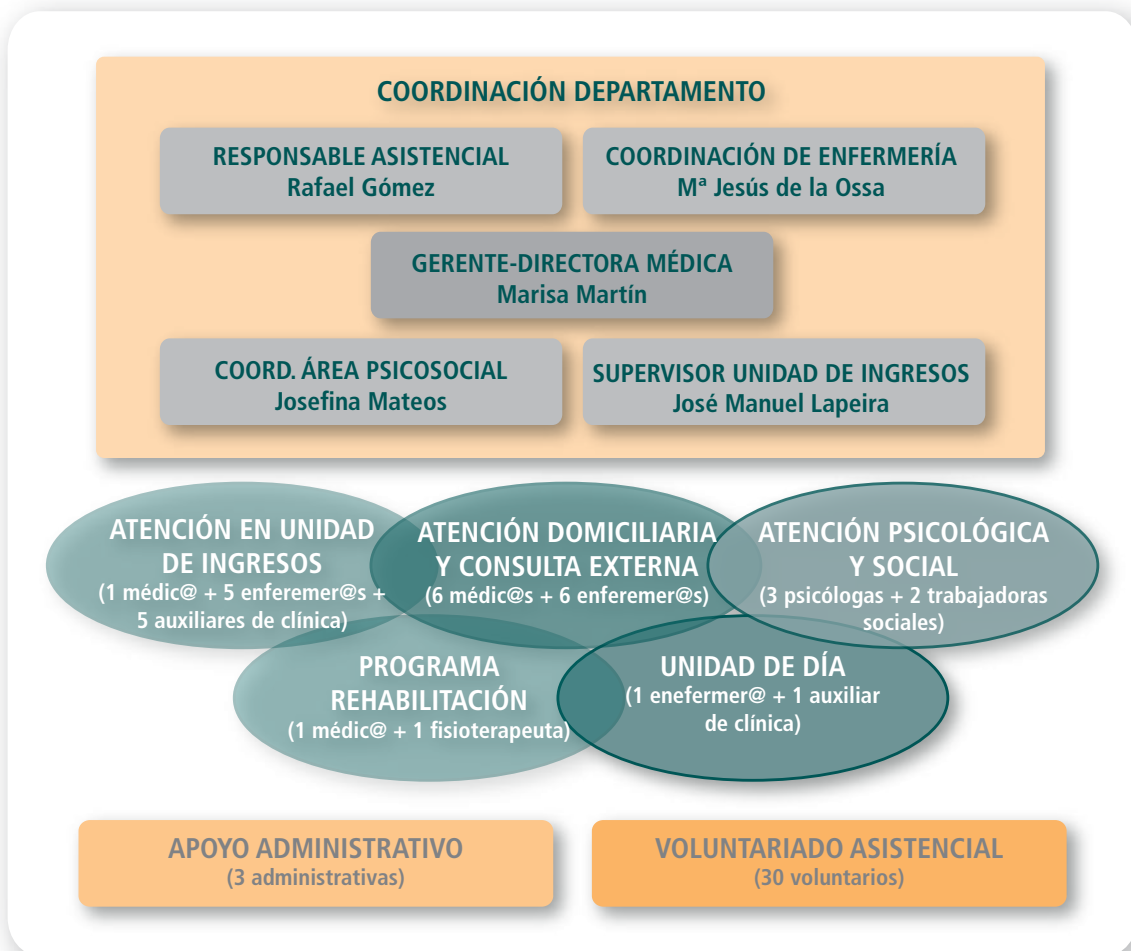 COORDINACIÓN DEPARTAMENTO
RESPONSABLE ASISTENCIAL
Rafael Gómez
COORDINACIÓN DE ENFERMERÍA
Mª Jesús de la Ossa
GERENTE-DIRECTORA MÉDICA
Marisa Martín
COORD. ÁREA PSICOSOCIAL
Josefina Mateos
SUPERVISOR UNIDAD DE INGRESOS
José Manuel Lapeira
ATENCIÓN EN UNIDAD
DE INGRESOS
(1 médic@ + 5 enferemer@s +
5 auxiliares de clínica)
ATENCIÓN DOMICILIARIA
Y CONSULTA EXTERNA
(6 médic@s + 6 enferemer@s)
ATENCIÓN PSICOLÓGICA
Y SOCIAL
(3 psicólogas + 2 trabajadoras
sociales)
PROGRAMA
REHABILITACIÓN
(1 médic@ + 1 fisioterapeuta)
UNIDAD DE DÍA
(1 enefermer@ + 1 auxiliar
de clínica)
APOYO ADMINISTRATIVO
(3 administrativas)
VOLUNTARIADO ASISTENCIAL
(30 voluntarios)